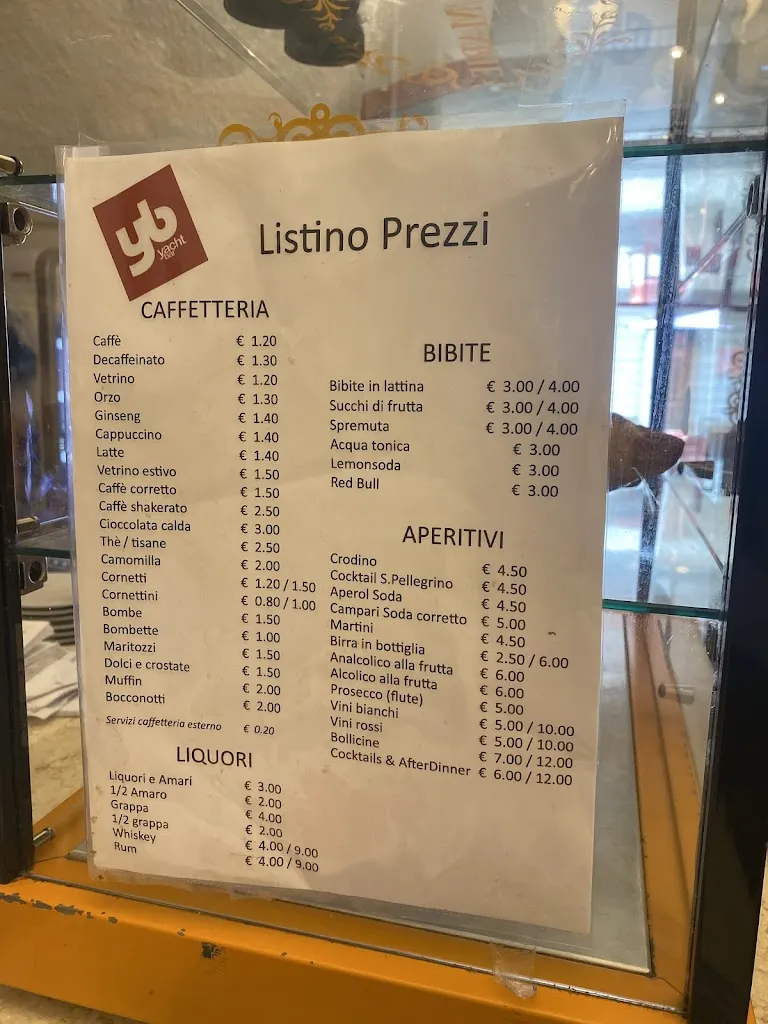 yb
yacht
bar
Listino Prezzi
CAFFETTERIA
Caffè € 1.20
Decaffeinato € 1.30
Vetrino € 1.20
Orzo € 1.30
Ginseng € 1.40
Cappuccino € 1.40
Latte € 1.40
Vetrino estivo € 1.50
Caffè corretto € 1.50
Caffè shakerato € 2.50
Cioccolata calda € 3.00
Thè / tisane € 2.50
Camomilla € 2.00
Cornetti € 1.20 / 1.50
Cornettini € 0.80 / 1.00
Bombe € 1.50
Bombette € 1.00
Maritozzi € 1.50
Dolci e crostate € 1.50
Muffin € 2.00
Bocconotti € 2.00
Servizi caffetteria esterno € 0.20
LIQUORI
Liquori e Amari € 3.00
1/2 Amaro € 2.00
Grappa € 4.00
1/2 grappa € 2.00
Whiskey € 4.00 / 9.00
Rum € 4.00 / 9.00
BIBITE
Bibite in lattina € 3.00 / 4.00
Succhi di frutta € 3.00 / 4.00
Spremuta € 3.00 / 4.00
Acqua tonica € 3.00
Lemonsoda € 3.00
Red Bull € 3.00
APERITIVI
Crodino € 4.50
Cocktail S.Pellegrino € 4.50
Aperol Soda € 4.50
Campari Soda corretto € 5.00
Martini € 4.50
Birra in bottiglia € 2.50 / 6.00
Analcolico alla frutta € 6.00
Alcolico alla frutta € 6.00
Prosecco (flute) € 5.00
Vini bianchi € 5.00 / 10.00
Vini rossi € 5.00 / 10.00
Bollicine € 7.00 / 12.00
Cocktails & AfterDinner € 6.00 / 12.00